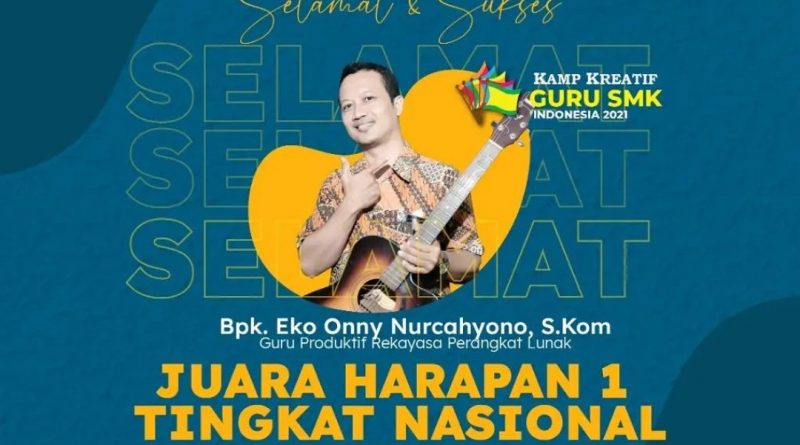 Selamat & Sukses
SELAMAT
KAMP KREATIF
GURU SMK
INDONESIA 2021
SELAMAT
SELAMAT
Bpk. Eko Onny Nurcahyono, S.Kom
Guru Produktif Rekayasa Perangkat Lunak
JUARA HARAPAN 1
TINGKAT NASIONAL